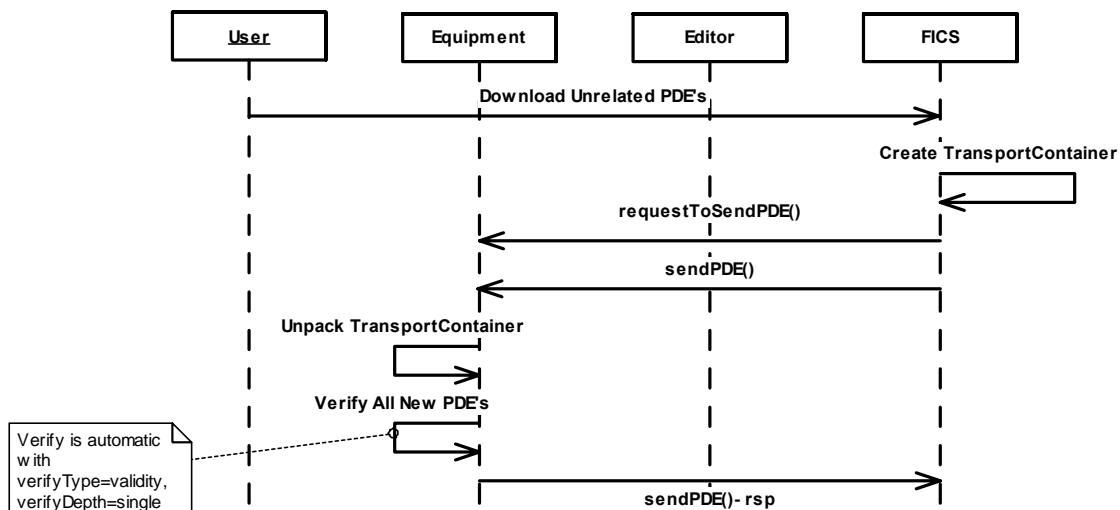 User Equipment Editor FICS
Download Unrelated PDE's
Create TransportContainer
requestToSendPDE()
sendPDE()
Unpack TransportContainer
Verify All New PDE's
Verify is automatic
with
verifyType=validity,
verifyDepth=single
sendPDE()- rsp